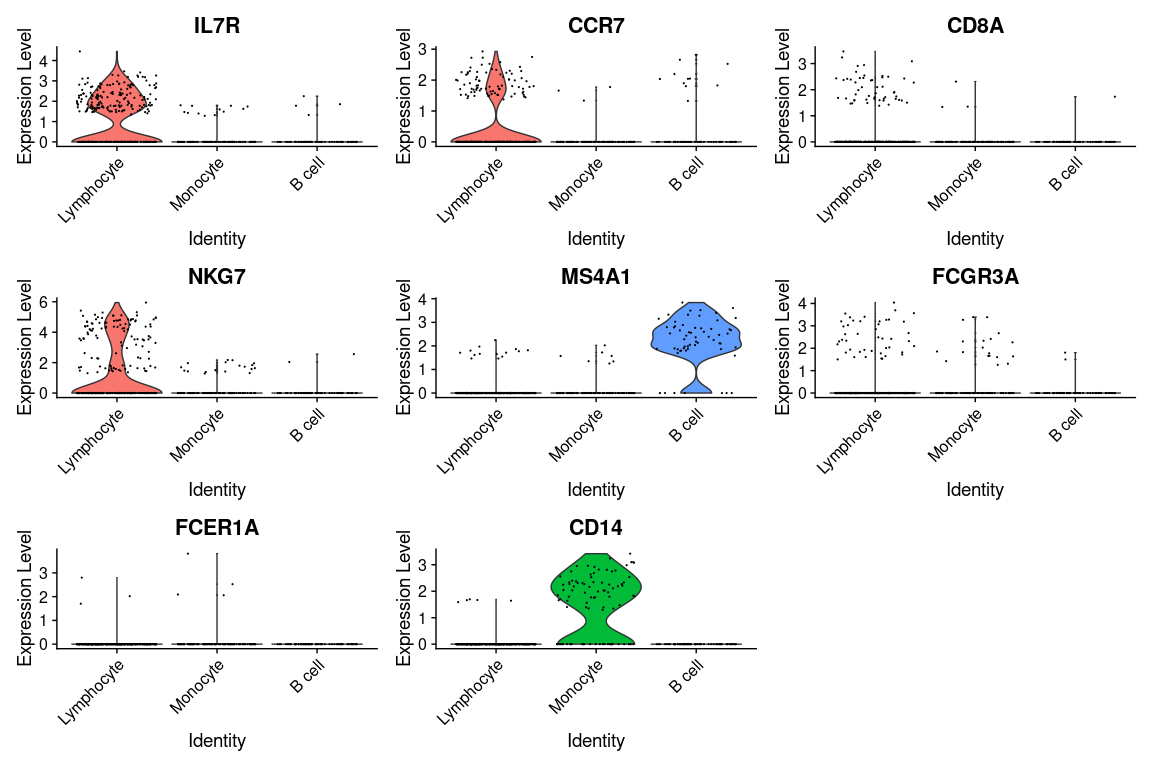 IL7R
Expression Level
4
3
2
1
0
Lymphocyte
Monocyte
B cell
Identity
CCR7
Expression Level
3
2
1
0
Lymphocyte
Monocyte
B cell
Identity
CD8A
Expression Level
3
2
1
0
Lymphocyte
Monocyte
B cell
Identity
NKG7
Expression Level
6
4
2
0
Lymphocyte
Monocyte
B cell
Identity
MS4A1
Expression Level
4
3
2
1
0
Lymphocyte
Monocyte
B cell
Identity
FCGR3A
Expression Level
4
3
2
1
0
Lymphocyte
Monocyte
B cell
Identity
FCER1A
Expression Level
3
2
1
0
Lymphocyte
Monocyte
B cell
Identity
CD14
Expression Level
3
2
1
0
Lymphocyte
Monocyte
B cell
Identity